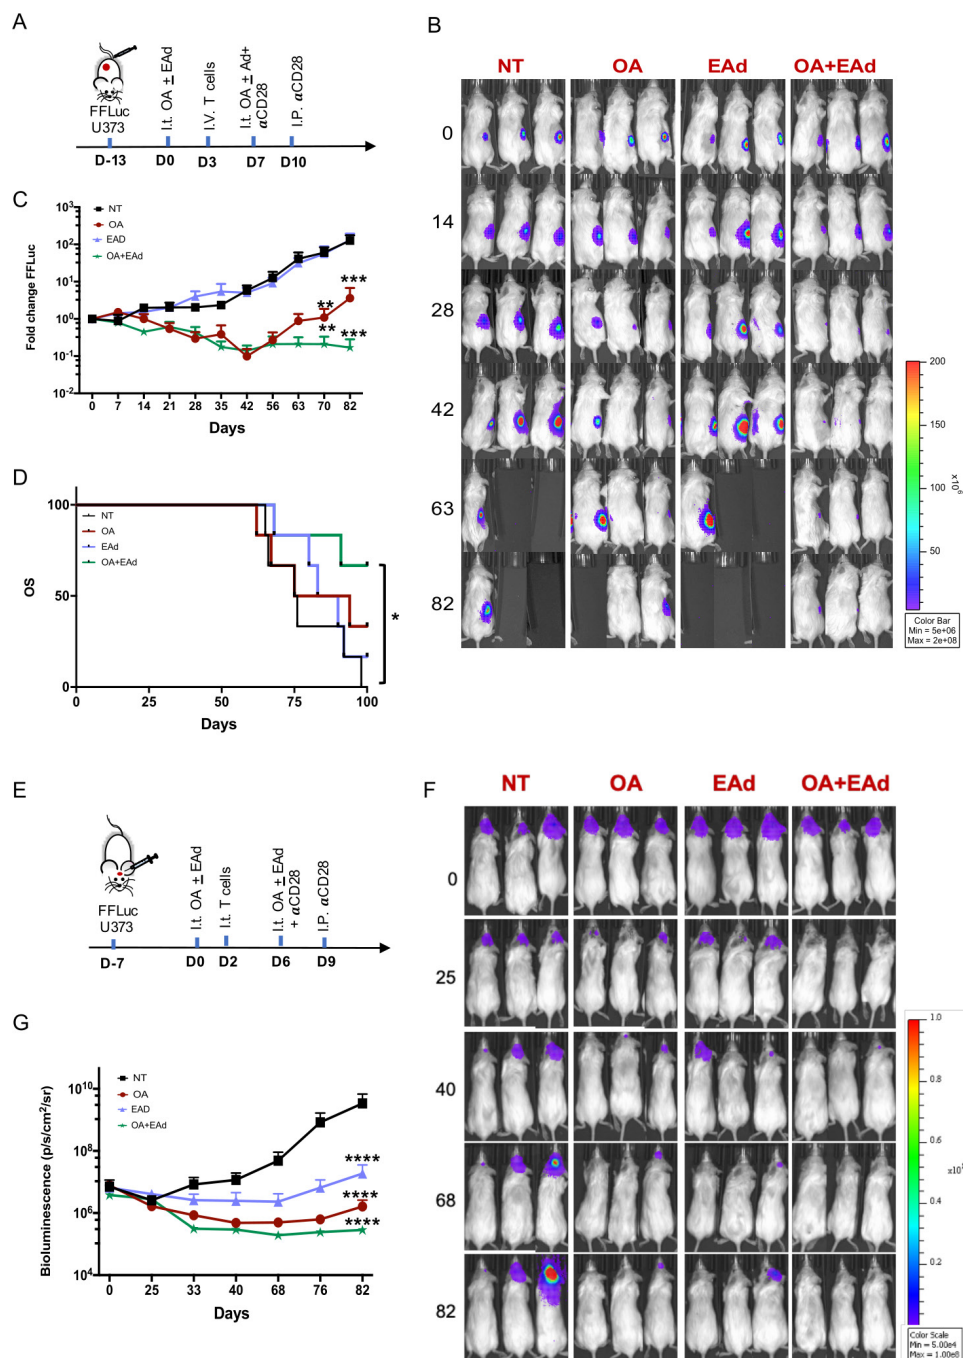 A
FFLuc
U373
I.t. OA ± EAd
I.V. T cells
I.t. OA ± Ad+
αCD28
I.P. αCD28
D-13
D0
D3
D7
D10
B
NT
OA
EAd
OA+EAd
0
14
28
42
63
82
200
150
100
50
x10⁶
Color Bar
Min = 5e+06
Max = 2e+08
C
NT
OA
EAD
OA+EAd
Fold change FFLuc
10³
10²
10¹
10⁰
10⁻¹
10⁻²
***
**
**
***
0 7 14 21 28 35 42 56 63 70 82
Days
D
NT
OA
EAd
OA+EAd
OS
100
50
0
*
0 25 50 75 100
Days
E
FFLuc
U373
I.t. OA ± EAd
I.t. T cells
I.t. OA ± EAd
+ αCD28
I.P. αCD28
D-7
D0
D2
D6
D9
F
NT
OA
EAd
OA+EAd
0
25
40
68
82
1.0
0.8
0.6
0.4
0.2
Color Scale
Min = 5.00e4
Max = 1.00e8
G
NT
OA
EAD
OA+EAd
Bioluminescence (p/s/cm²/sr)
10¹⁰
10⁸
10⁶
10⁴
****
****
****
0 25 33 40 68 76 82
Days